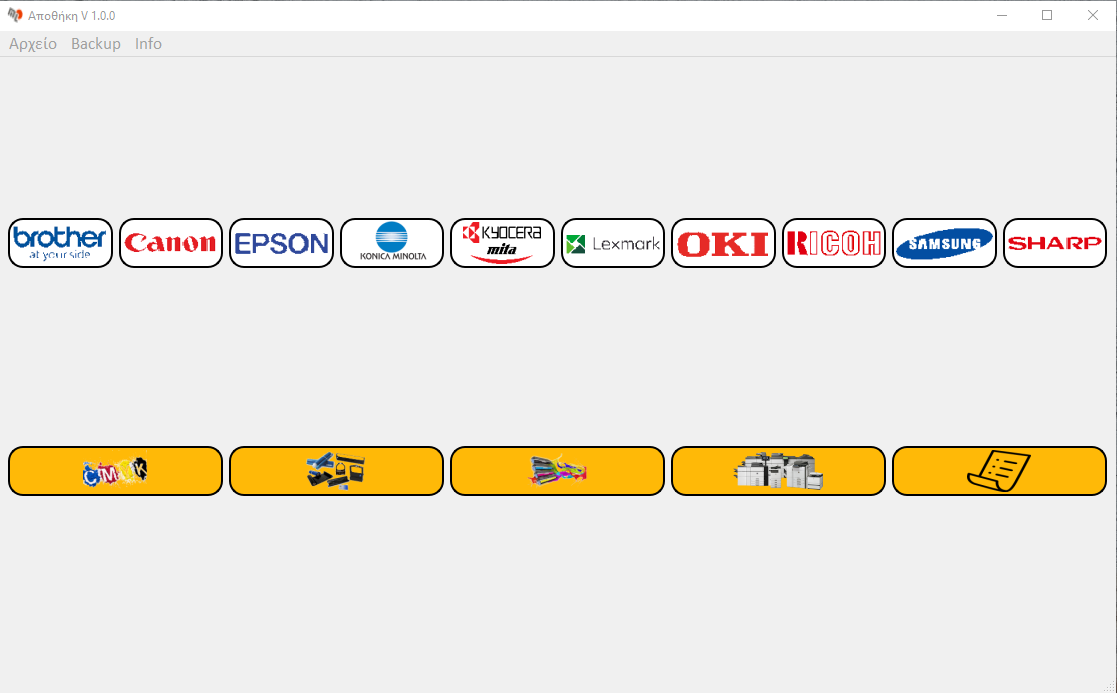 Αποθήκη V 1.0.0
Αρχείο Backup Info
brother
at your side
Canon
EPSON
KONICA MINOLTA
KYOCERA
mita
Lexmark
OKI
RICOH
SAMSUNG
SHARP
CMYK